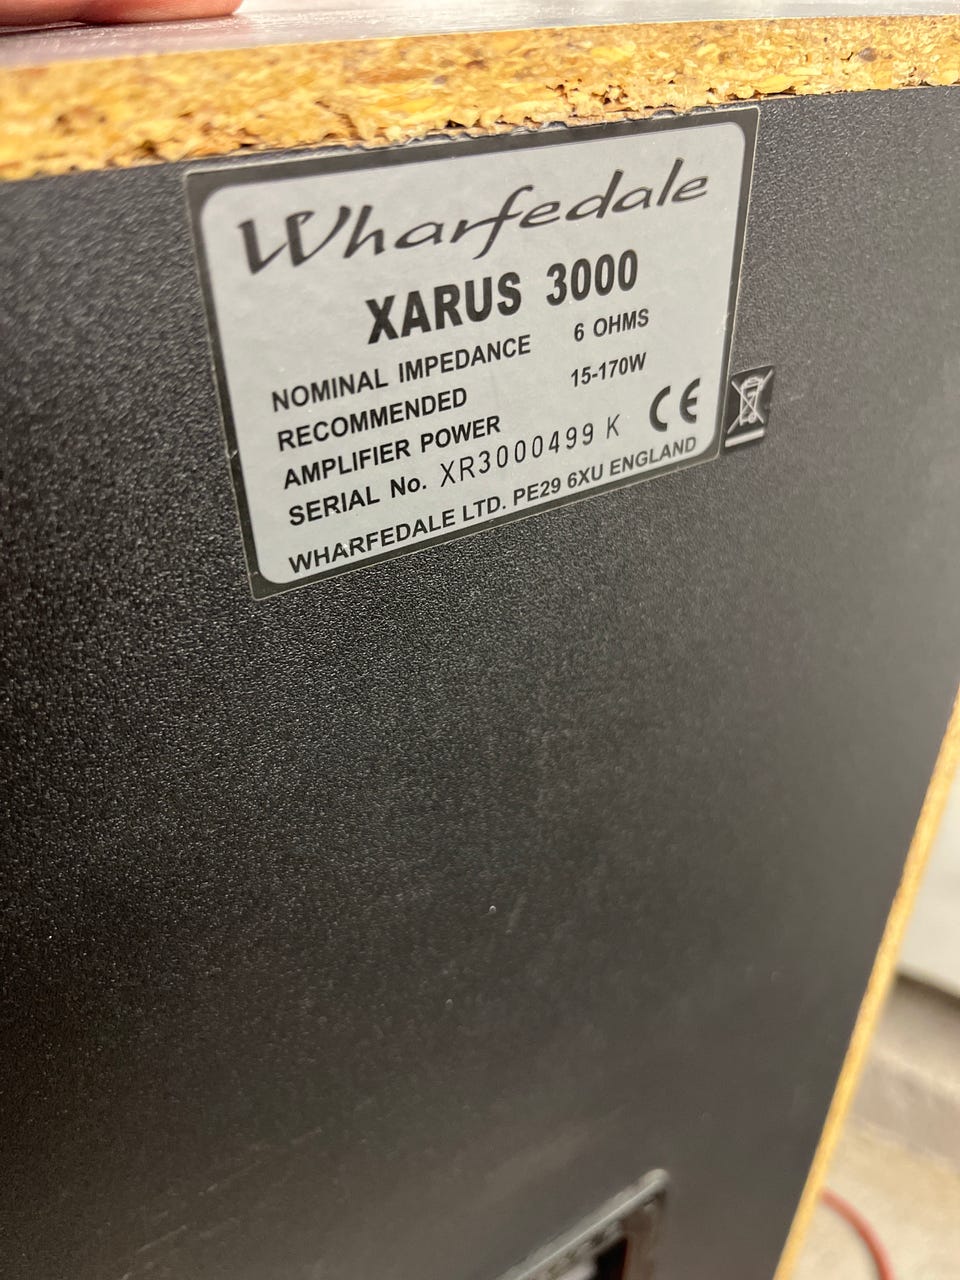 Wharfedale
XARUS 3000
NOMINAL IMPEDANCE 6 OHMS
RECOMMENDED 15-170W
AMPLIFIER POWER
SERIAL No. XR3000499 K CE
WHARFEDALE LTD. PE29 6XU ENGLAND